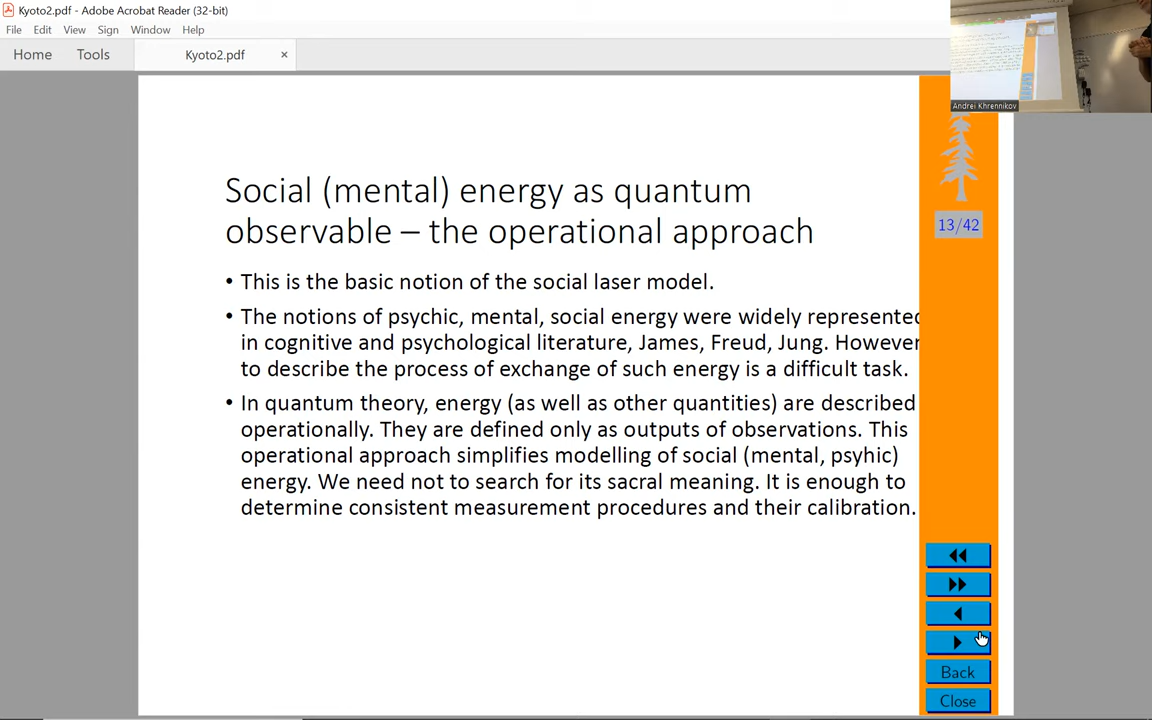 Kyoto2.pdf - Adobe Acrobat Reader (32-bit)
File Edit View Sign Window Help
Home Tools Kyoto2.pdf ×
Andrei Khrennikov
Social (mental) energy as quantum
observable – the operational approach
13/42
• This is the basic notion of the social laser model.
• The notions of psychic, mental, social energy were widely represented
in cognitive and psychological literature, James, Freud, Jung. However
to describe the process of exchange of such energy is a difficult task.
• In quantum theory, energy (as well as other quantities) are described
operationally. They are defined only as outputs of observations. This
operational approach simplifies modelling of social (mental, psyhic)
energy. We need not to search for its sacral meaning. It is enough to
determine consistent measurement procedures and their calibration.
Back
Close